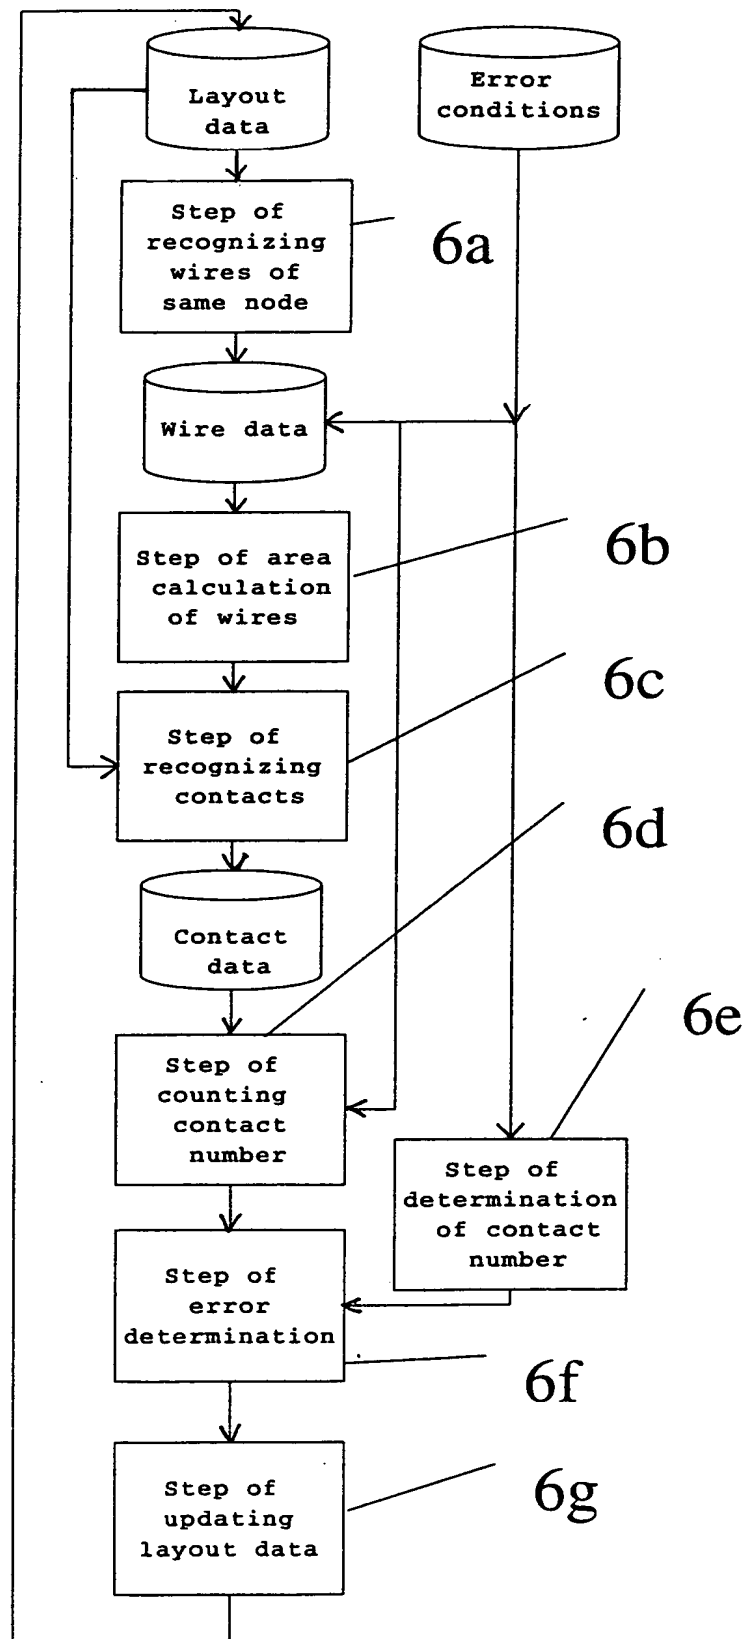 Layout
data
Error
conditions
Step of
recognizing
wires of
same node
6a
Wire data
Step of area
calculation
of wires
6b
Step of
recognizing
contacts
6c
Contact
data
6d
Step of
counting
contact
number
6e
Step of
determination
of contact
number
Step of
error
determination
6f
Step of
updating
layout data
6g